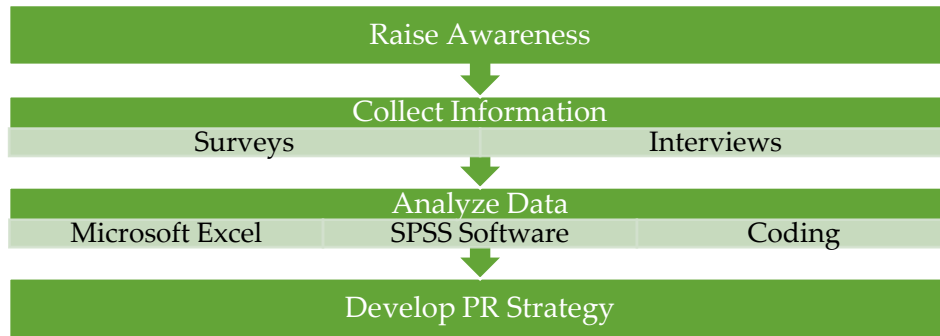 Raise Awareness
Collect Information
Surveys Interviews
Analyze Data
Microsoft Excel SPSS Software Coding
Develop PR Strategy